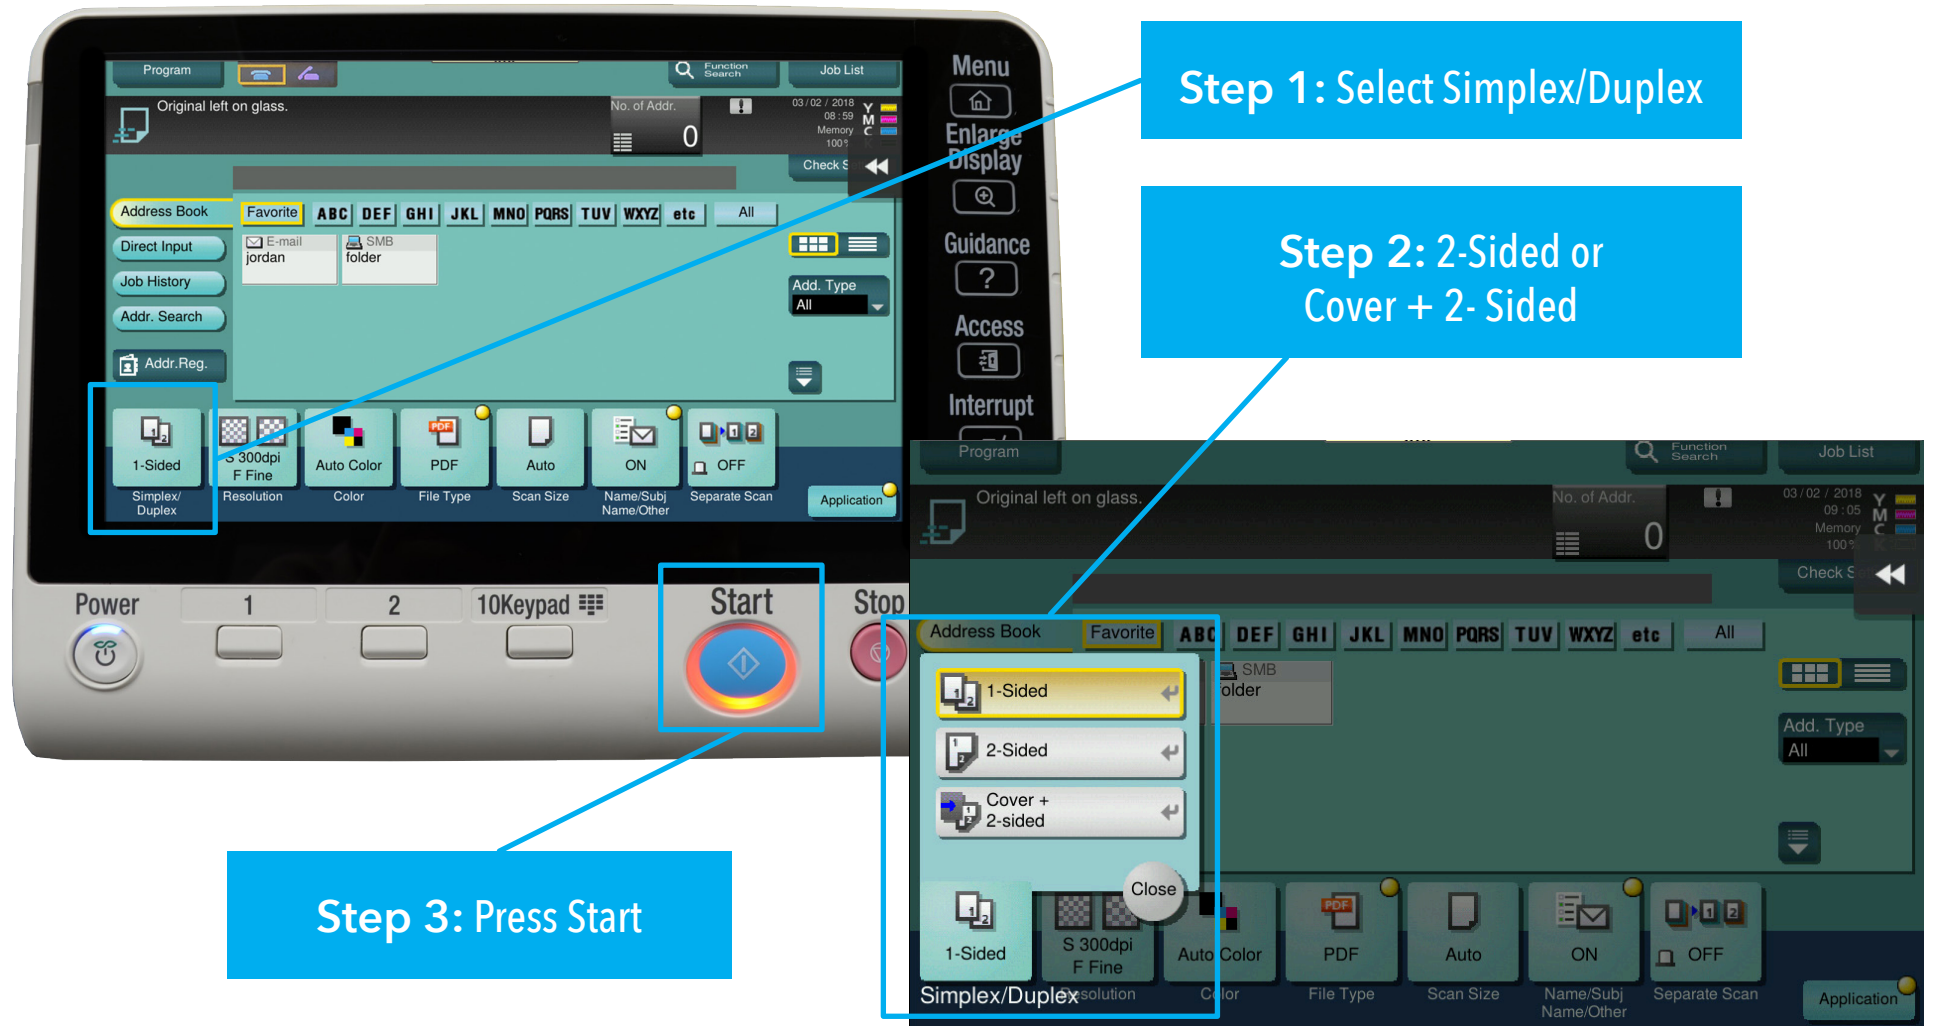 Step 1: Select Simplex/Duplex
Step 2: 2-Sided or
Cover + 2- Sided
Step 3: Press Start
Program
Function
Search
Job List
Original left on glass.
No. of Addr.
0
03/02/2018
08:59
Memory
100%
Y
M
C
Check S
Address Book
Favorite
ABC DEF GHI JKL MNO PQRS TUV WXYZ etc All
Direct Input
Job History
Addr. Search
Addr.Reg.
E-mail
jordan
SMB
folder
Add. Type
All
1-Sided
Simplex/
Duplex
S 300dpi
F Fine
Resolution
Auto Color
Color
PDF
File Type
Auto
Scan Size
ON
Name/Subj
Name/Other
OFF
Separate Scan
Application
Menu
Enlarge
Display
Guidance
?
Access
Interrupt
Power
1
2
10Keypad
Start
Stop
Program
Function
Search
Job List
Original left on glass.
No. of Addr.
0
03/02/2018
09:05
Memory
100%
Y
M
C
K
Check S
Address Book
Favorite
ABC DEF GHI JKL MNO PQRS TUV WXYZ etc All
SMB
older
Add. Type
All
1-Sided
2-Sided
Cover +
2-sided
Close
1-Sided
Simplex/Duplex
S 300dpi
F Fine
esolution
Auto Color
Color
PDF
File Type
Auto
Scan Size
ON
Name/Subj
Name/Other
OFF
Separate Scan
Application